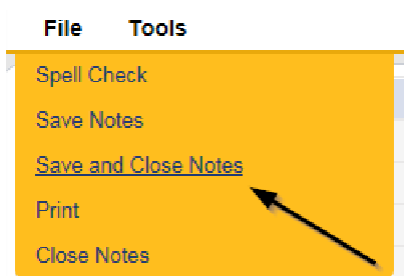 File Tools
Spell Check
Save Notes
Save and Close Notes
Print
Close Notes